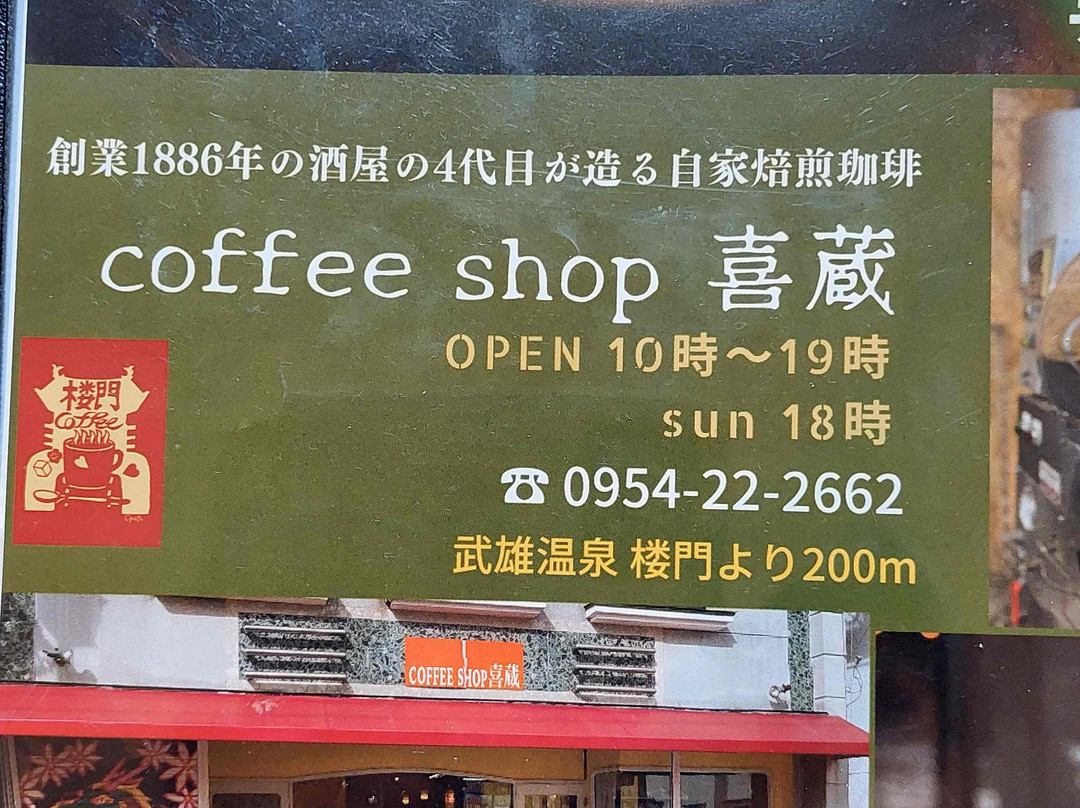 創業1886年の酒屋の4代目が造る自家焙煎珈琲
coffee shop 喜蔵
OPEN 10時〜19時
sun 18時
☎ 0954-22-2662
武雄温泉 楼門より200m
楼門
Coffee
COFFEE SHOP喜蔵